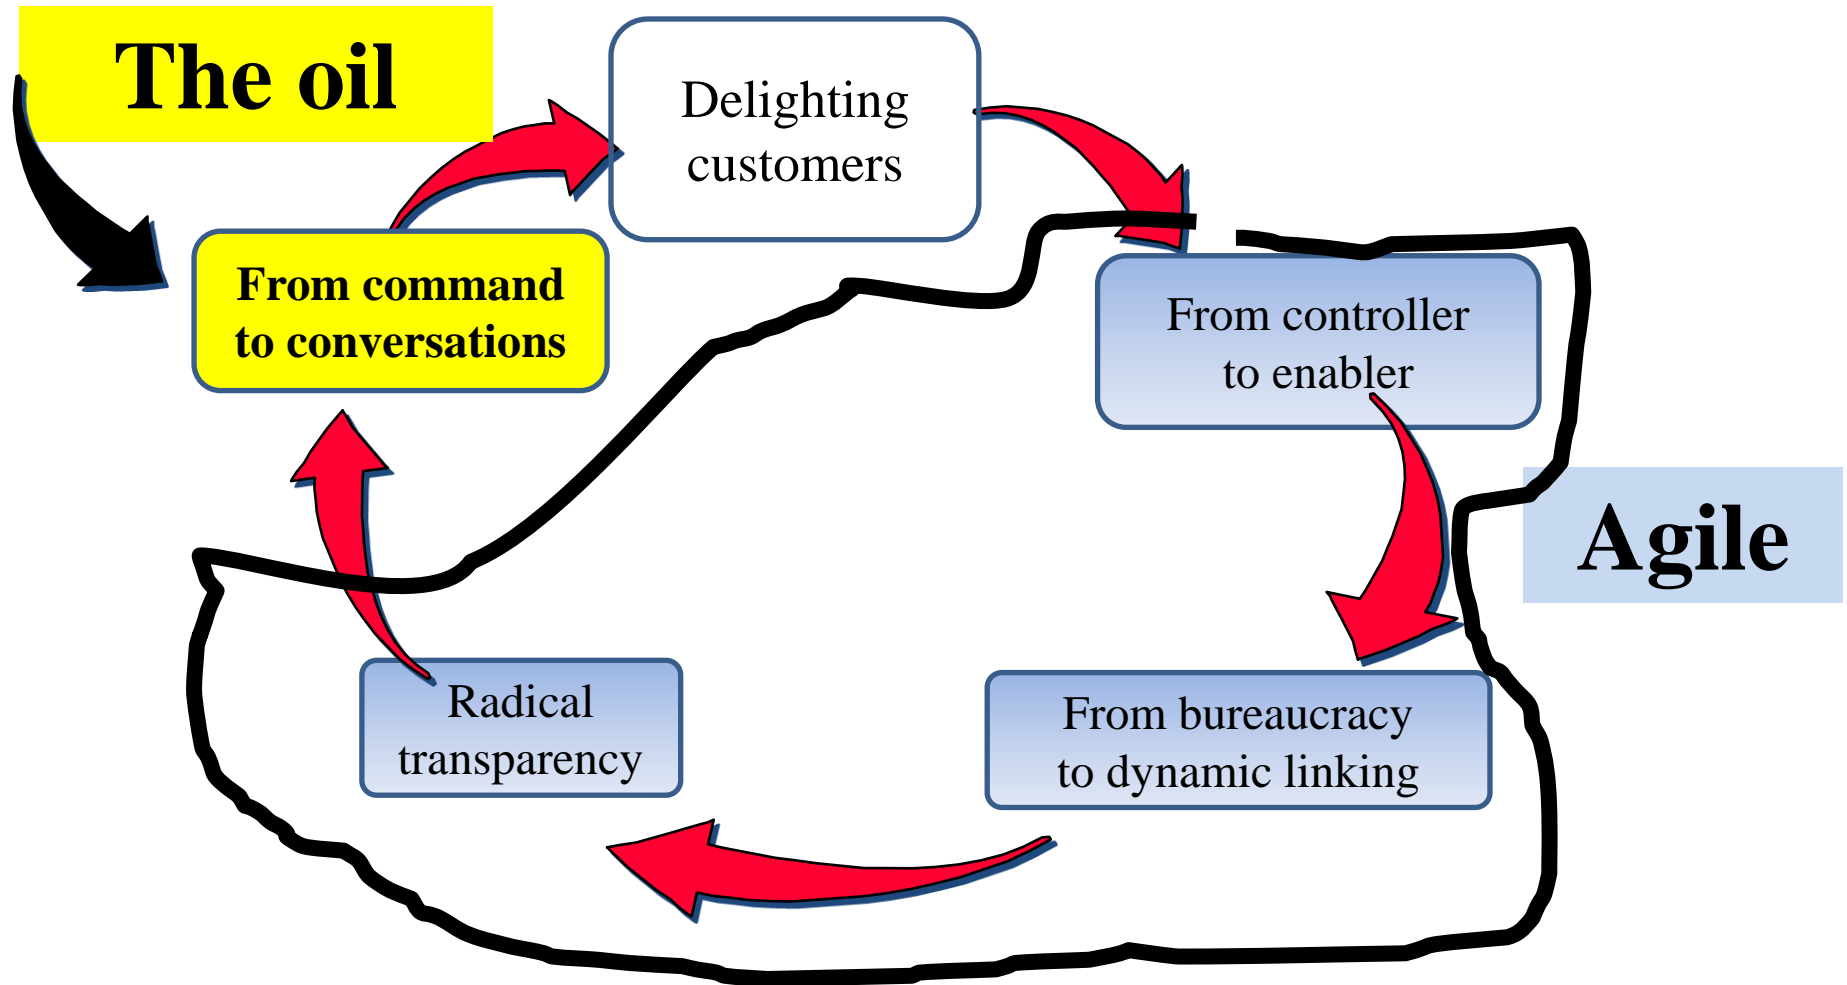 The oil
Delighting
customers
From command
to conversations
From controller
to enabler
Agile
Radical
transparency
From bureaucracy
to dynamic linking